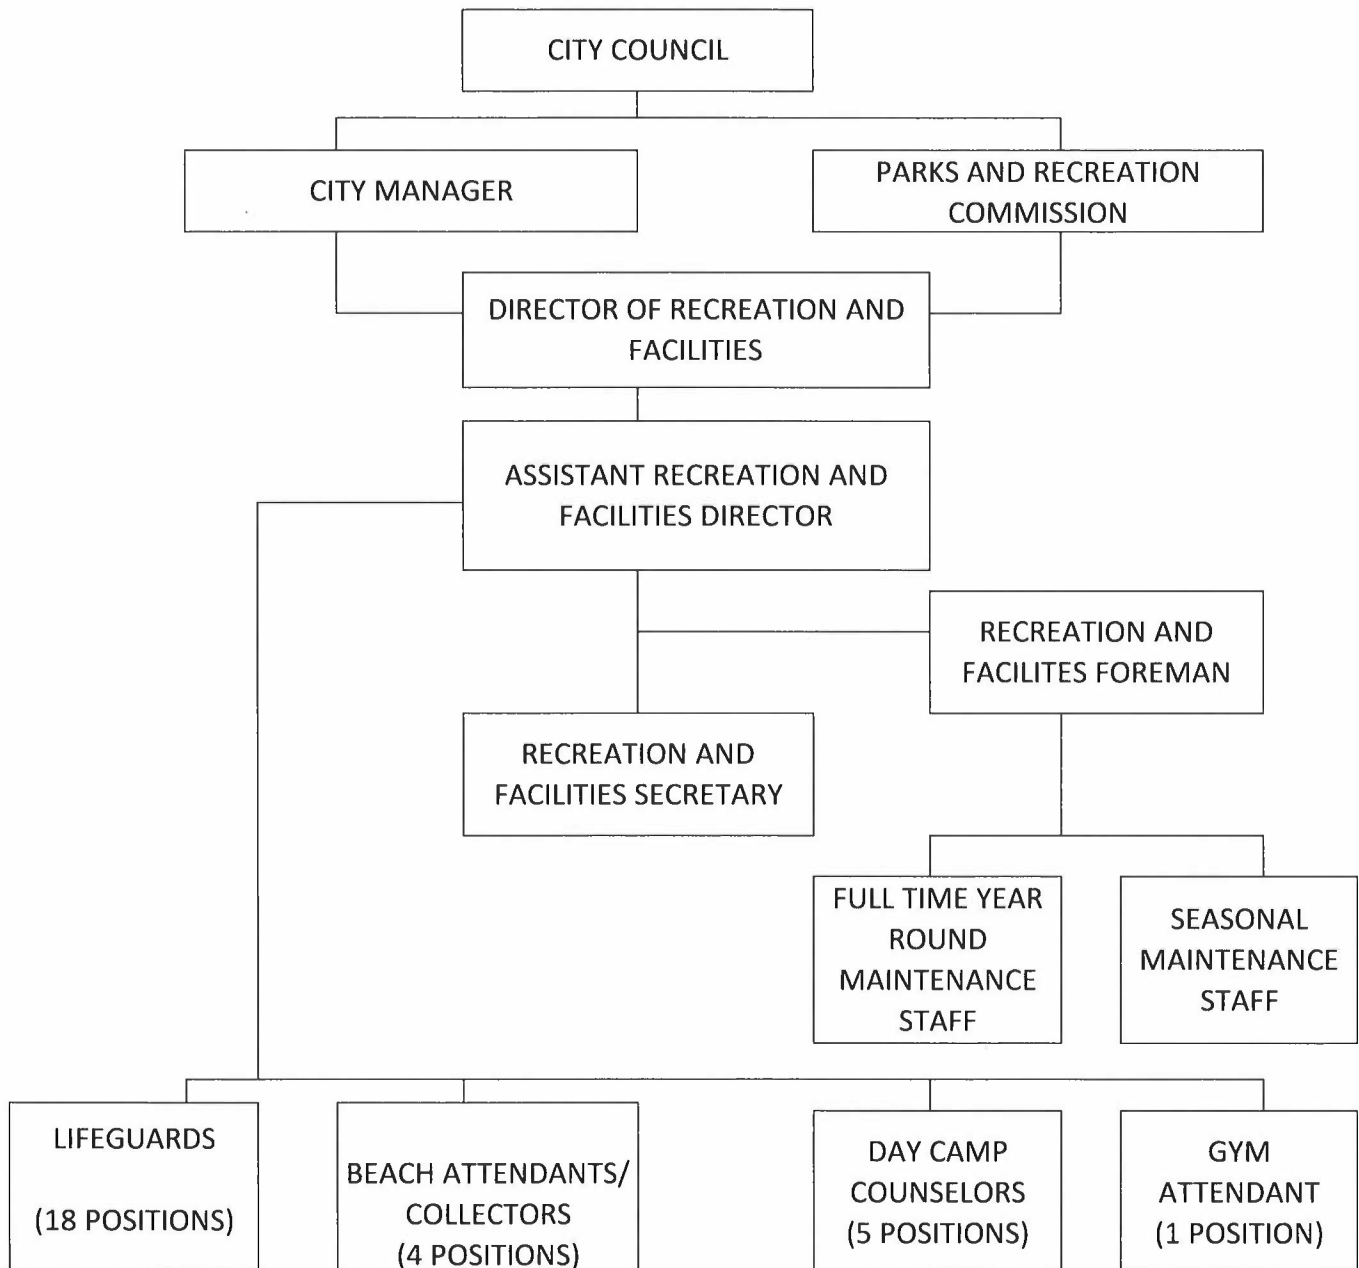 CITY COUNCIL
CITY MANAGER
PARKS AND RECREATION
COMMISSION
DIRECTOR OF RECREATION AND
FACILITIES
ASSISTANT RECREATION AND
FACILITIES DIRECTOR
RECREATION AND
FACILITES FOREMAN
RECREATION AND
FACILITIES SECRETARY
FULL TIME YEAR
ROUND
MAINTENANCE
STAFF
SEASONAL
MAINTENANCE
STAFF
LIFEGUARDS
(18 POSITIONS)
BEACH ATTENDANTS/
COLLECTORS
(4 POSITIONS)
DAY CAMP
COUNSELORS
(5 POSITIONS)
GYM
ATTENDANT
(1 POSITION)